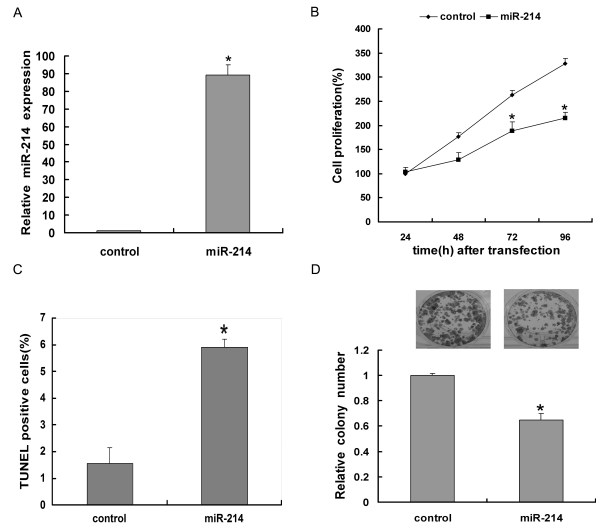 A
Relative miR-214 expression
100
90
80
70
60
50
40
30
20
10
0
*
control miR-214
B
control miR-214
Cell proliferation(%)
400
350
300
250
200
150
100
50
0
* *
24 48 72 96
time(h) after transfection
C
TUNEL positive cells(%)
7
6
5
4
3
2
1
0
*
control miR-214
D
Relative colony number
1.2
1
0.8
0.6
0.4
0.2
0
*
control miR-214